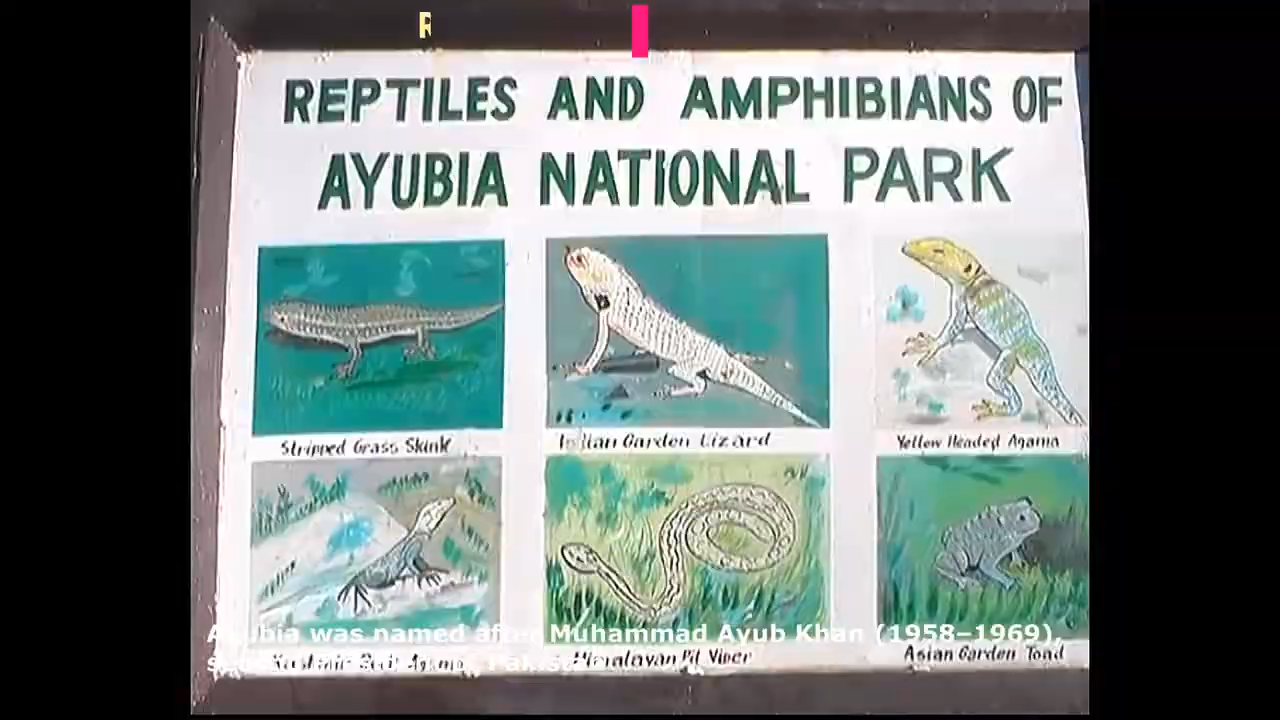 R
REPTILES AND AMPHIBIANS OF
AYUBIA NATIONAL PARK
Stripped Grass Skink
Indian Garden Lizard
Yellow Headed Agama
Himalayan Pit Viper
Asian Garden Toad
Ayubia was named after Muhammad Ayub Khan (1958–1969),
Pakistan